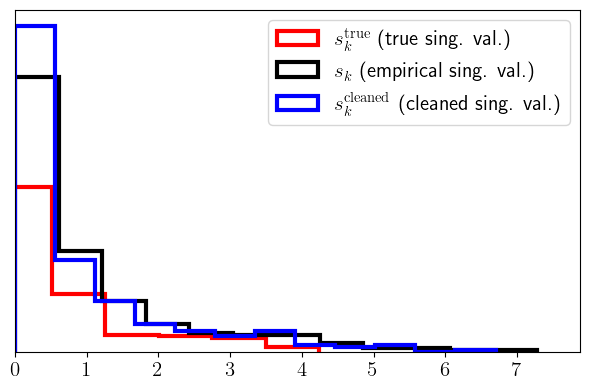 s_k^true (true sing. val.)
s_k (empirical sing. val.)
s_k^cleaned (cleaned sing. val.)
0 1 2 3 4 5 6 7